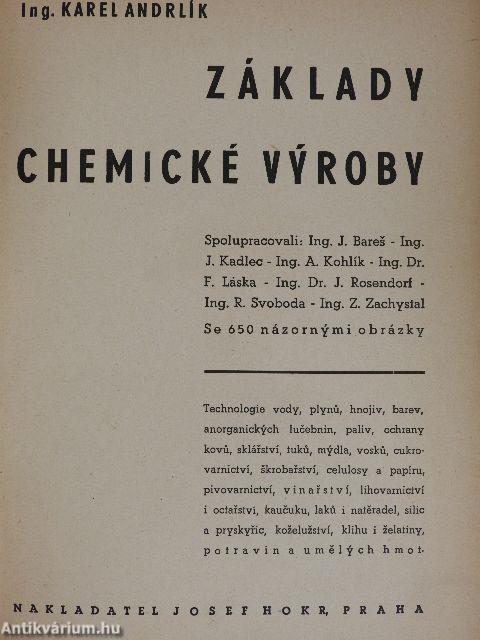 Ing. KAREL ANDRLÍK
ZÁKLADY
CHEMICKÉ VÝROBY
Spolupracovali: Ing. J. Bareš - Ing.
J. Kadlec - Ing. A. Kohlík - Ing. Dr.
F. Láska - Ing. Dr. J. Rosendorf -
Ing. R. Svoboda - Ing. Z. Zachystal
Se 650 názornými obrázky
Technologie vody, plynů, hnojiv, barev,
anorganických lučebnin, paliv, ochrany
kovů, sklářství, tuků, mýdla, vosků, cukro-
varnictví, škrobařství, celulosy a papíru,
pivovarnictví, vinařství, lihovarnictví
i octařství, kaučuku, laků i natěradel, silic
a pryskyřic, koželužství, klihu i želatiny,
potravin a umělých hmot.
NAKLADATEL JOSEF HOKR, PRAHA
Antikvárium.hu